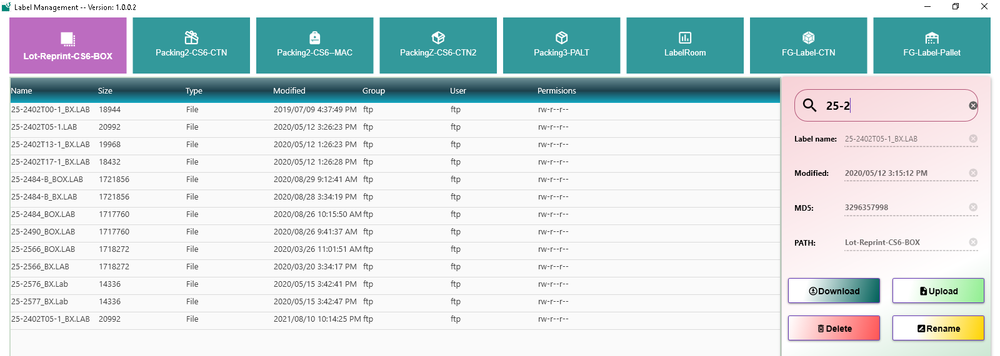 Label Management -- Version: 1.0.0.2
Lot-Reprint-CS6-BOX Packing2-CS6-CTN Packing2-CS6--MAC PackingZ-CS6-CTN2 Packing3-PALT LabelRoom FG-Label-CTN FG-Label-Pallet
Name Size Type Modified Group User Permisions
25-2402T00-1_BX.LAB 18944 File 2019/07/09 4:37:49 PM ftp ftp rw-r--r--
25-2402T05-1.LAB 20992 File 2020/05/12 3:26:23 PM ftp ftp rw-r--r--
25-2402T13-1_BX.LAB 19968 File 2020/05/12 1:26:23 PM ftp ftp rw-r--r--
25-2402T17-1_BX.LAB 18432 File 2020/05/12 1:26:28 PM ftp ftp rw-r--r--
25-2484-B_BOX.LAB 1721856 File 2020/08/29 9:12:41 AM ftp ftp rw-r--r--
25-2484-B_BX.LAB 1721856 File 2020/08/28 3:34:19 PM ftp ftp rw-r--r--
25-2484_BOX.LAB 1717760 File 2020/08/26 10:15:50 AM ftp ftp rw-r--r--
25-2490_BOX.LAB 1717760 File 2020/08/26 9:41:37 AM ftp ftp rw-r--r--
25-2566_BOX.LAB 1718272 File 2020/03/26 11:01:51 AM ftp ftp rw-r--r--
25-2566_BX.LAB 1718272 File 2020/03/20 3:34:17 PM ftp ftp rw-r--r--
25-2576_BX.Lab 14336 File 2020/05/15 3:42:41 PM ftp ftp rw-r--r--
25-2577_BX.Lab 14336 File 2020/05/15 3:42:47 PM ftp ftp rw-r--r--
25-2402T05-1_BX.LAB 20992 File 2021/08/10 10:14:25 PM ftp ftp rw-r--r--
25-2
Label name: 25-2402T05-1_BX.LAB
Modified: 2020/05/12 3:15:12 PM
MD5: 3296357998
PATH: Lot-Reprint-CS6-BOX
Download Upload
Delete Rename